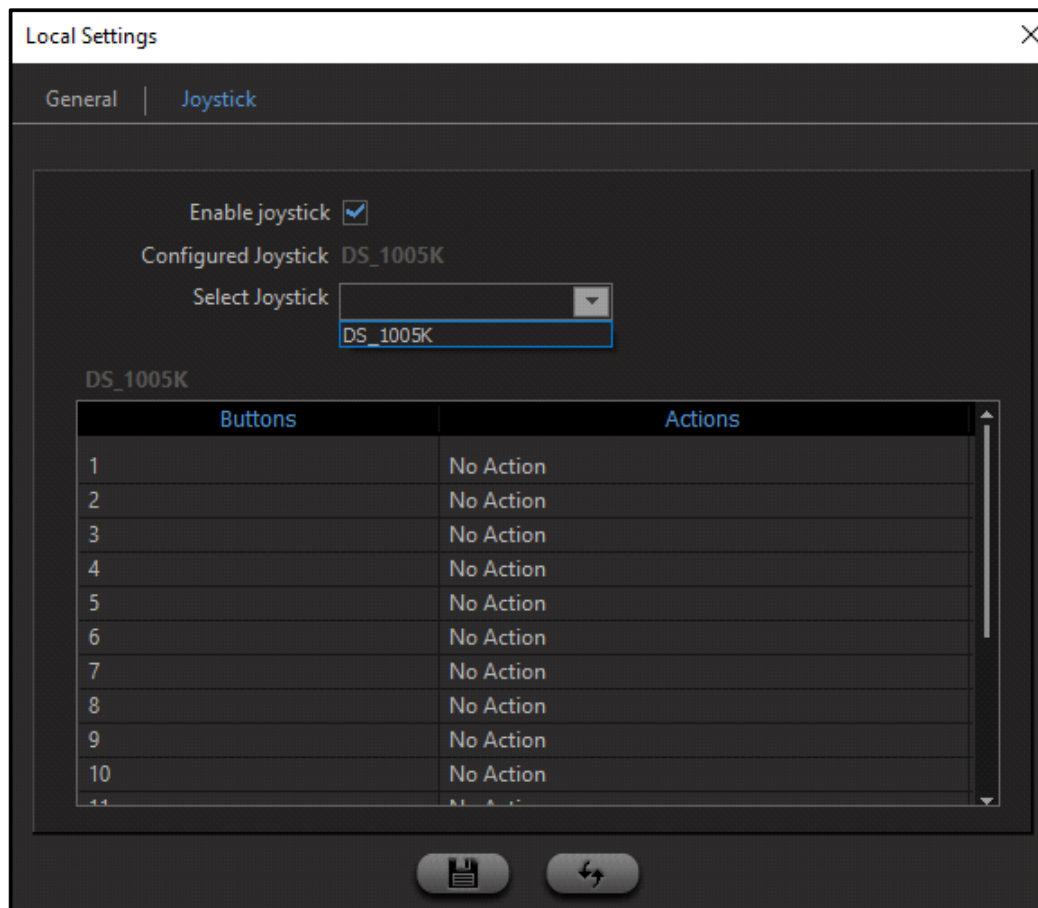 Local Settings
General | Joystick
Enable joystick
Configured Joystick DS_1005K
Select Joystick
DS_1005K
DS_1005K
Buttons Actions
1 No Action
2 No Action
3 No Action
4 No Action
5 No Action
6 No Action
7 No Action
8 No Action
9 No Action
10 No Action